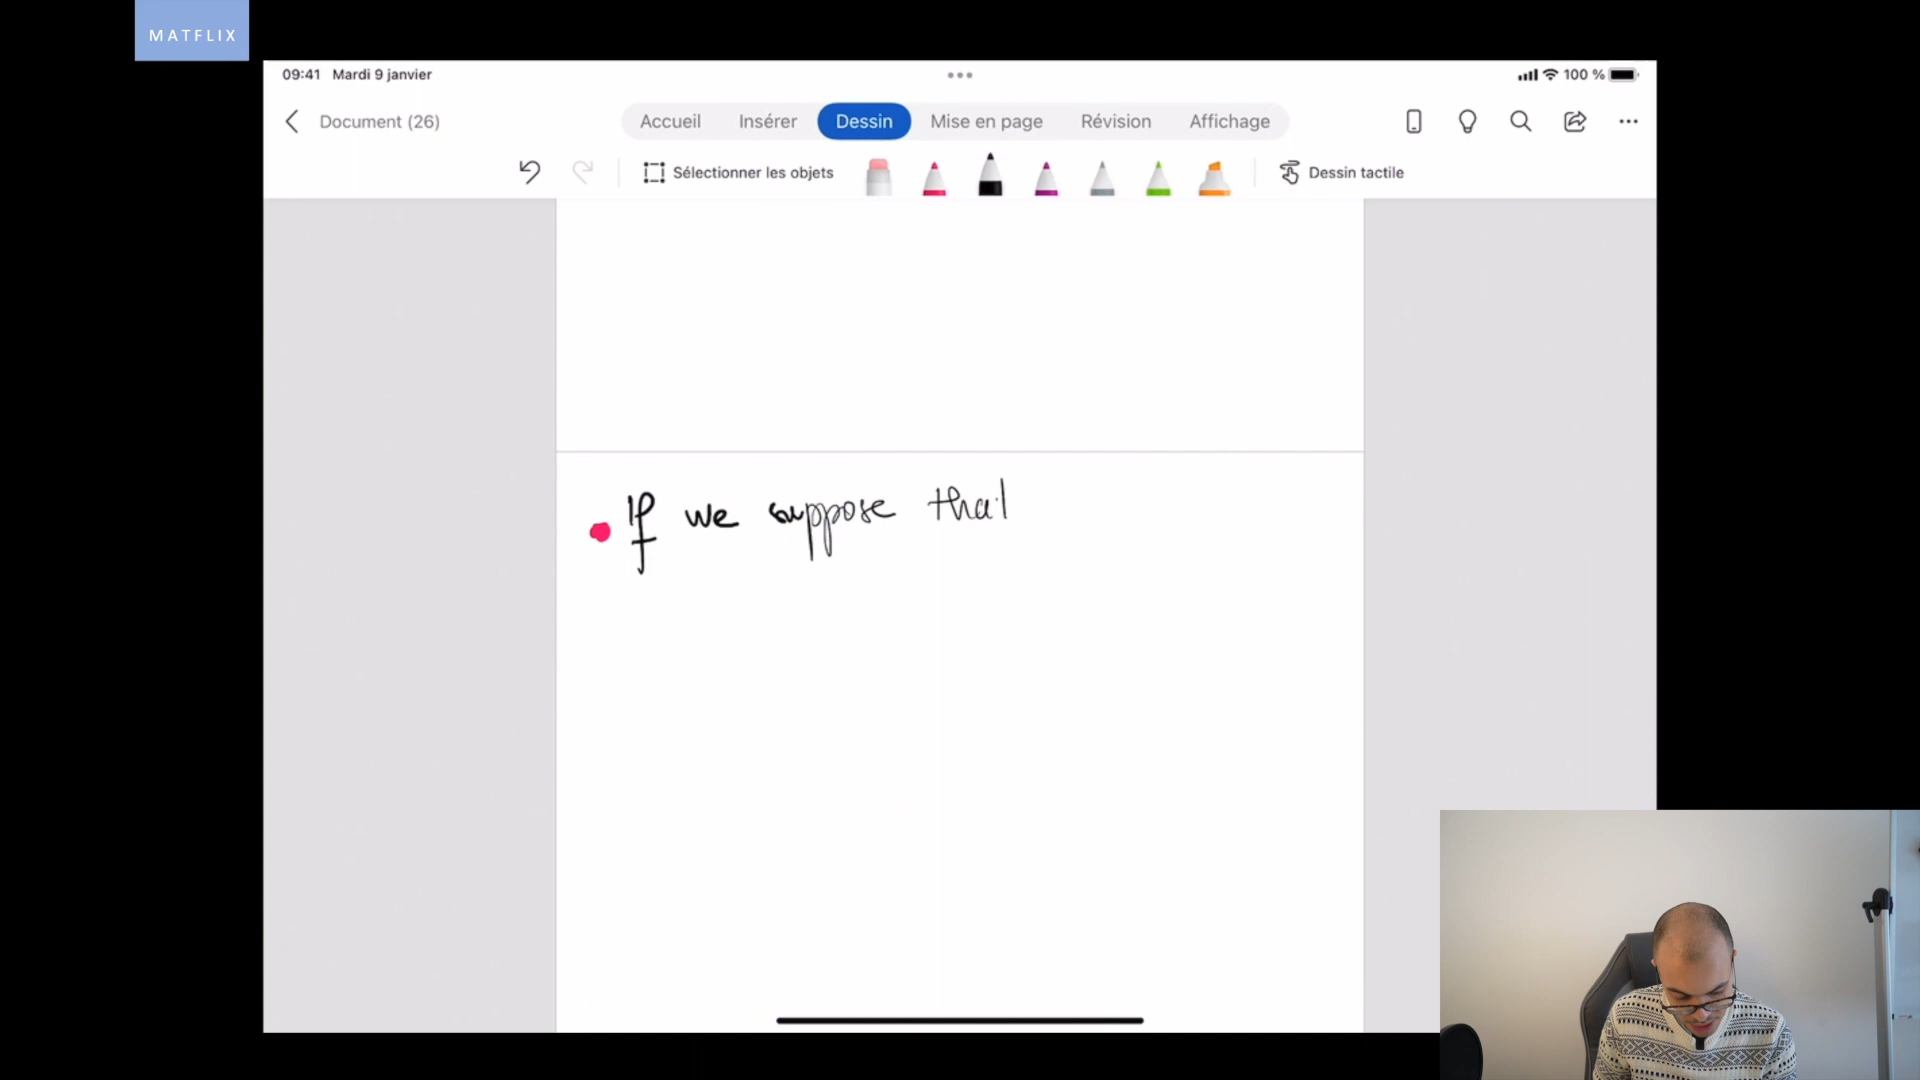 MATFLIX
09:41 Mardi 9 janvier
100 %
Document (26)
Accueil Insérer Dessin Mise en page Révision Affichage
Sélectionner les objets
Dessin tactile
If we suppose that